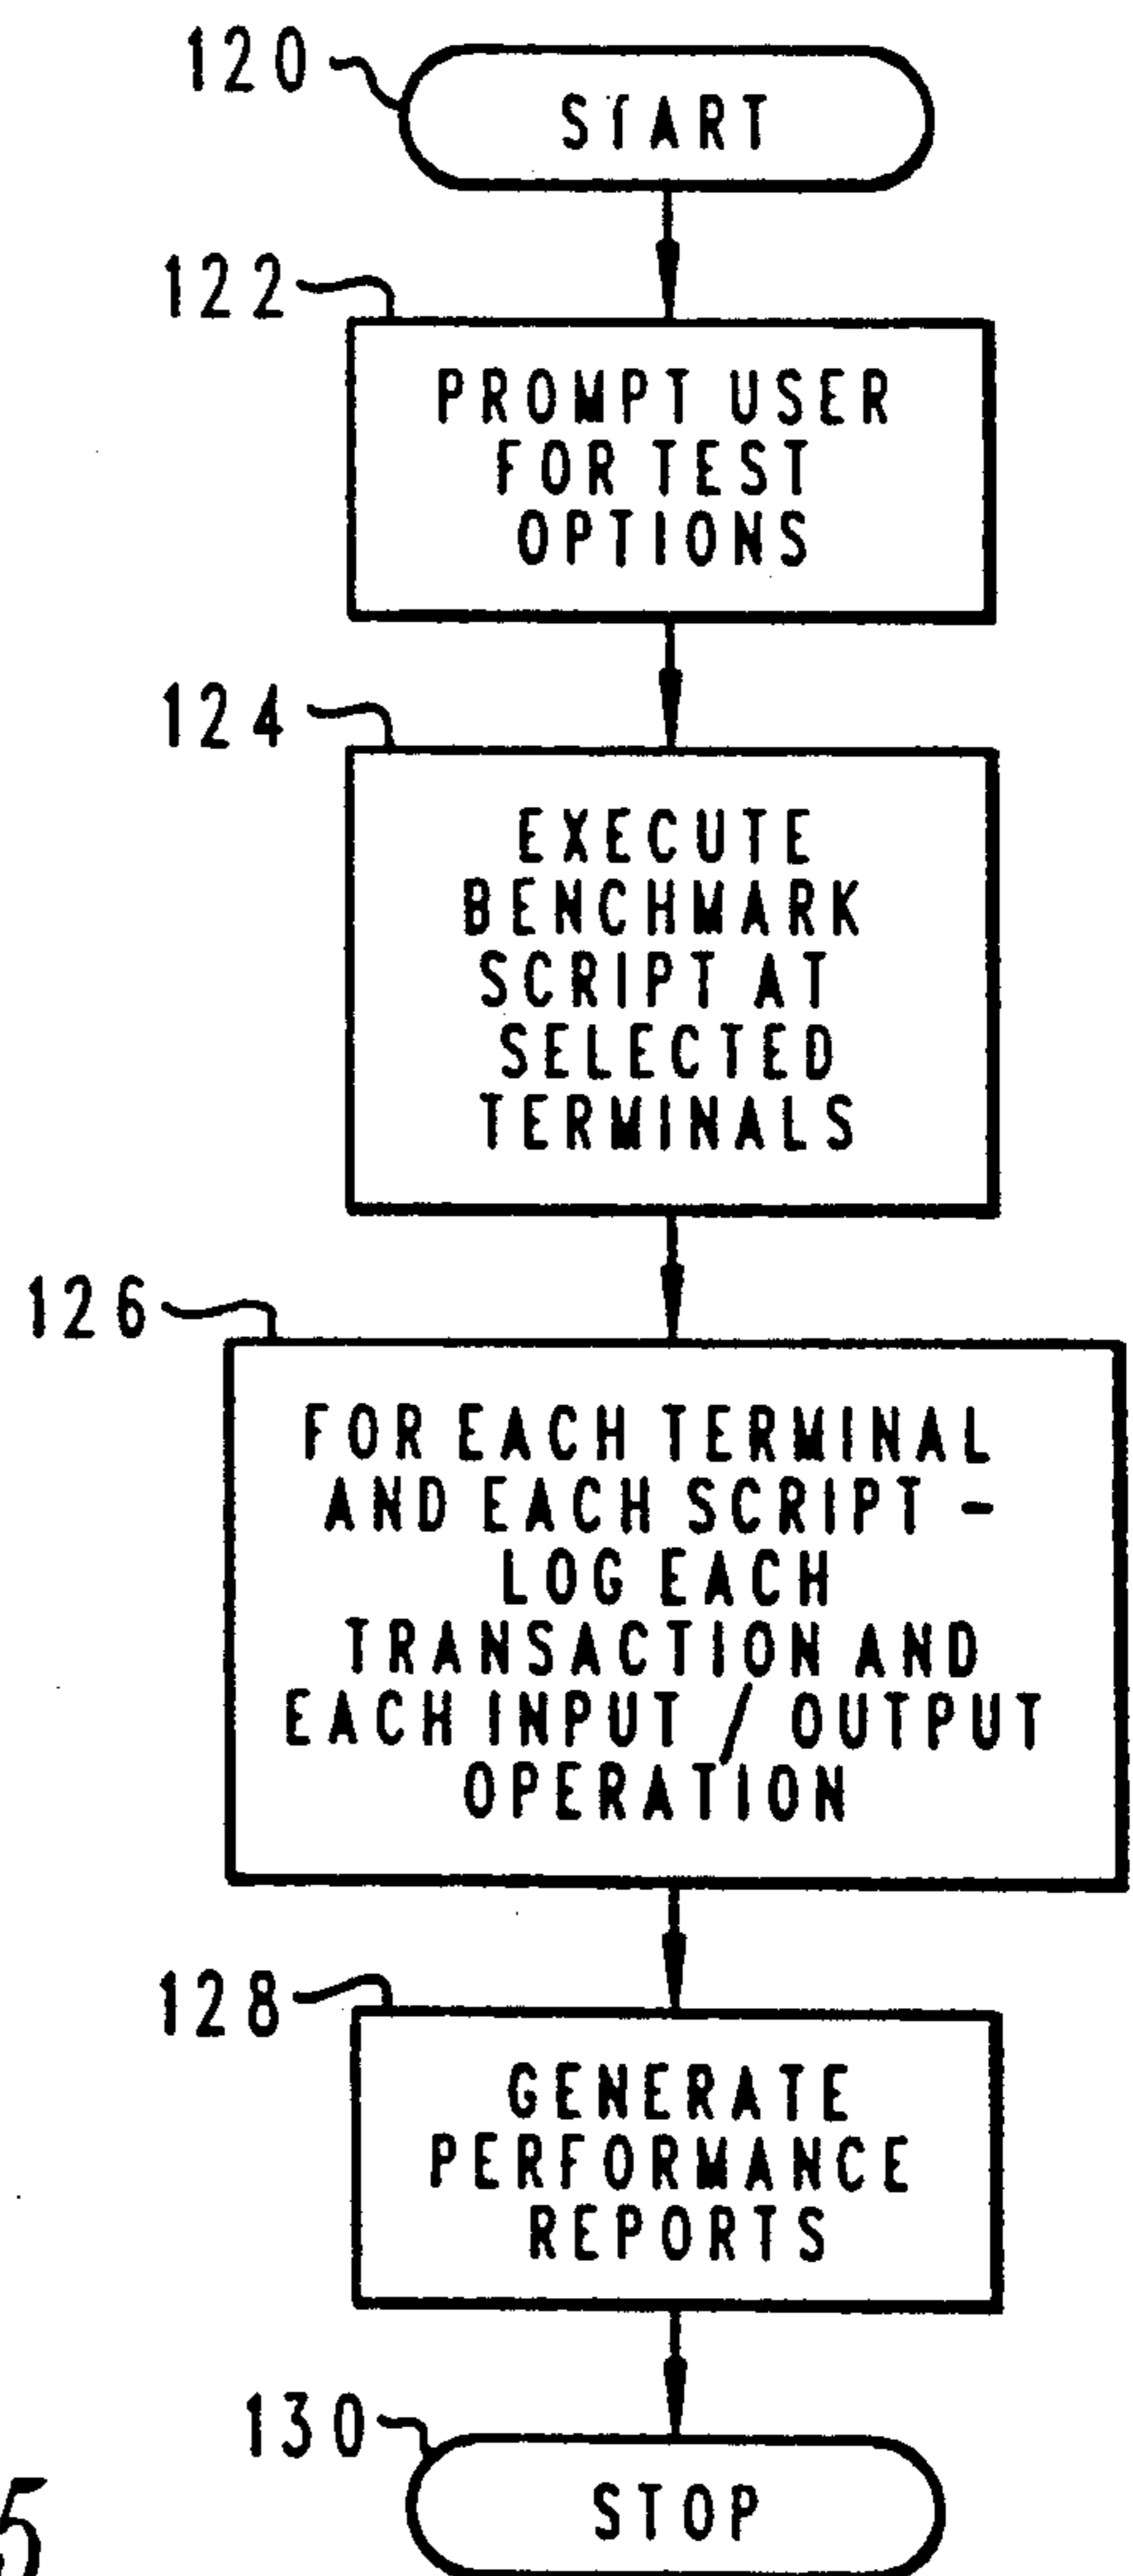 120
START
122
PROMPT USER
FOR TEST
OPTIONS
124
EXECUTE
BENCHMARK
SCRIPT AT
SELECTED
TERMINALS
126
FOR EACH TERMINAL
AND EACH SCRIPT -
LOG EACH
TRANSACTION AND
EACH INPUT / OUTPUT
OPERATION
128
GENERATE
PERFORMANCE
REPORTS
130
STOP
5